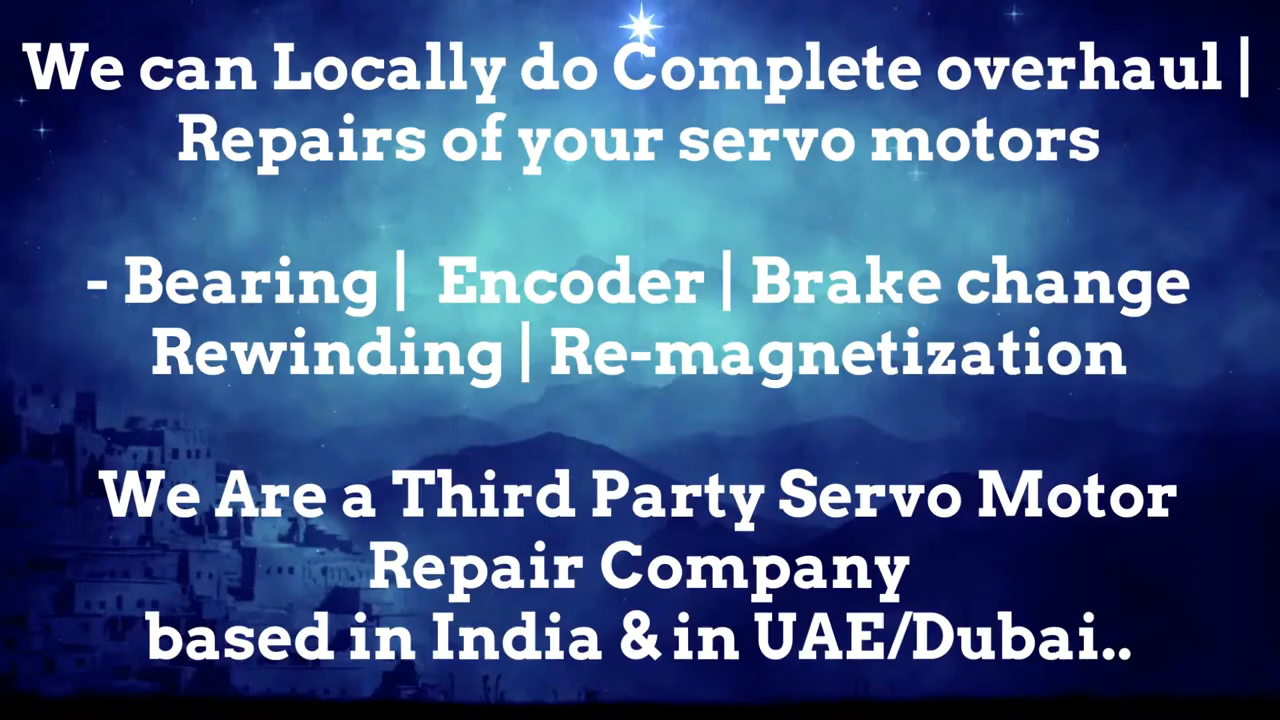 We can Locally do Complete overhaul |
Repairs of your servo motors
- Bearing | Encoder | Brake change
Rewinding | Re-magnetization
We Are a Third Party Servo Motor
Repair Company
based in India & in UAE/Dubai..